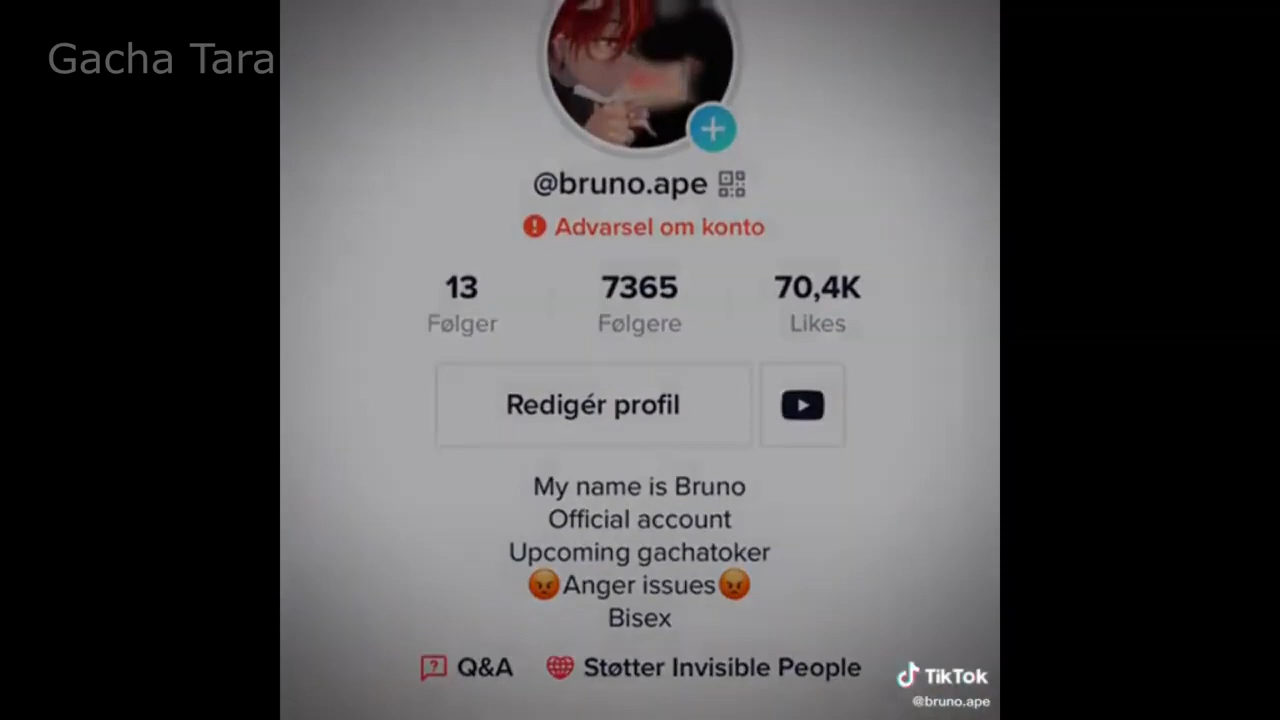 Gacha Tara
@bruno.ape
Advarsel om konto
13 7365 70,4K
Følger Følgere Likes
Redigér profil
My name is Bruno
Official account
Upcoming gachatoker
😡Anger issues😡
Bisex
Q&A Støtter Invisible People
TikTok
@bruno.ape